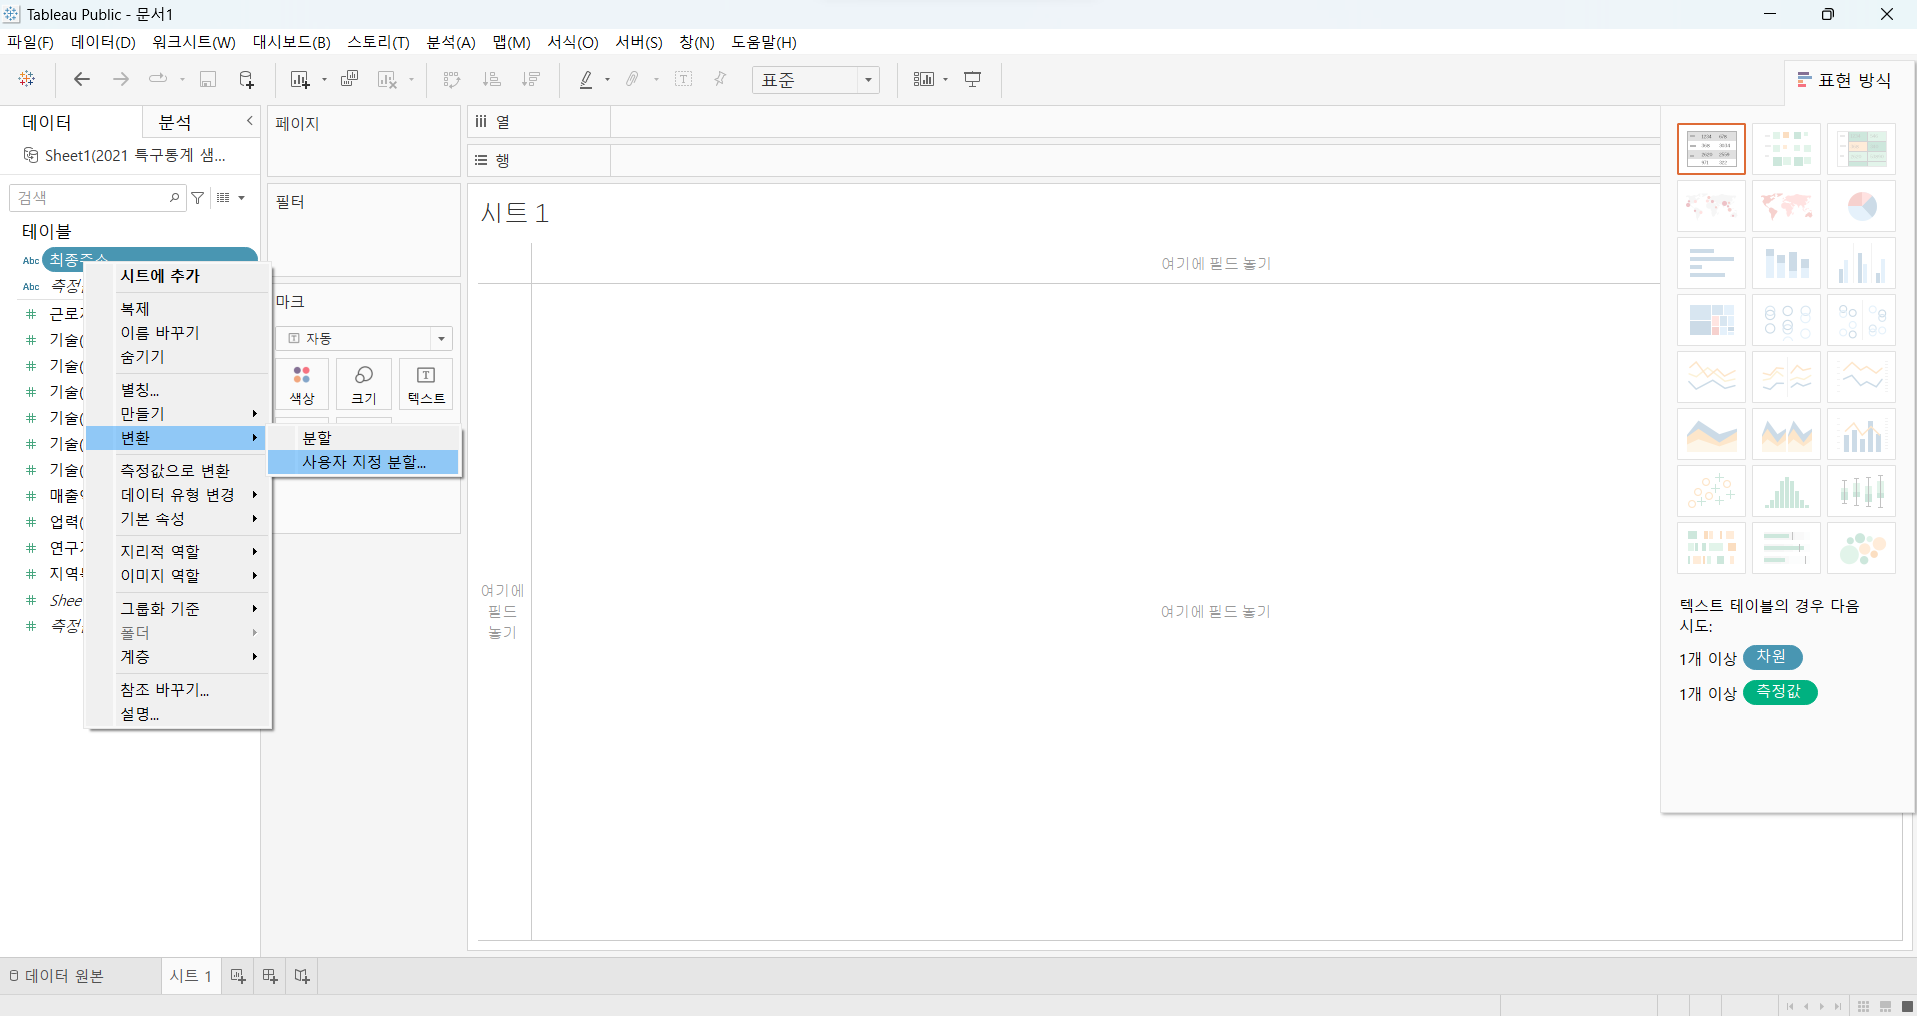 Tableau Public - 문서1
파일(F) 데이터(D) 워크시트(W) 대시보드(B) 스토리(T) 분석(A) 맵(M) 서식(O) 서버(S) 창(N) 도움말(H)
표준
표현 방식
데이터 분석
Sheet1(2021 특구통계 샘...
검색
테이블
Abc 최종주소
Abc 측정
# 근로
# 기술(
# 기술(
# 기술(
# 기술(
# 기술(
# 기술(
# 매출
# 업력(
# 연구
# 지역
# Shee
# 측정
시트에 추가
복제
이름 바꾸기
숨기기
별칭...
만들기
변환
측정값으로 변환
데이터 유형 변경
기본 속성
지리적 역할
이미지 역할
그룹화 기준
폴더
계층
참조 바꾸기...
설명...
분할
사용자 지정 분할...
페이지
필터
마크
자동
색상 크기 텍스트
열
행
시트 1
여기에 필드 놓기
여기에
필드
놓기
여기에 필드 놓기
텍스트 테이블의 경우 다음
시도:
1개 이상 차원
1개 이상 측정값
데이터 원본 시트 1